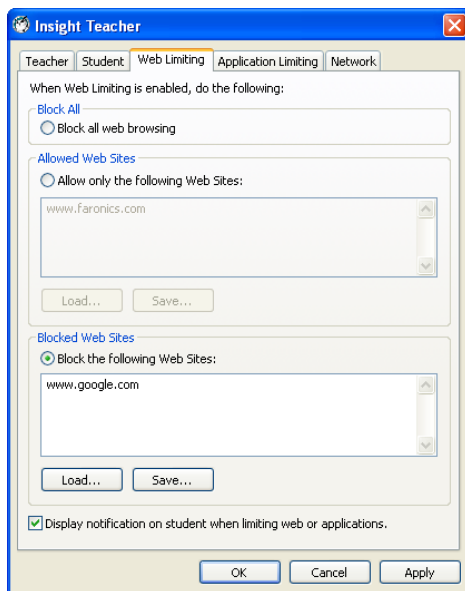 Insight Teacher
Teacher Student Web Limiting Application Limiting Network
When Web Limiting is enabled, do the following:
Block All
Block all web browsing
Allowed Web Sites
Allow only the following Web Sites:
www.faronics.com
Load... Save...
Blocked Web Sites
Block the following Web Sites:
www.google.com
Load... Save...
Display notification on student when limiting web or applications.
OK Cancel Apply